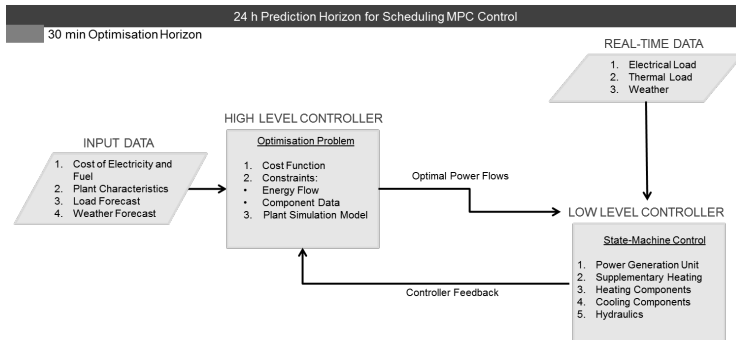 24 h Prediction Horizon for Scheduling MPC Control
30 min Optimisation Horizon
REAL-TIME DATA
1. Electrical Load
2. Thermal Load
3. Weather
HIGH LEVEL CONTROLLER
Optimisation Problem
1. Cost Function
2. Constraints:
• Energy Flow
• Component Data
3. Plant Simulation Model
INPUT DATA
1. Cost of Electricity and
Fuel
2. Plant Characteristics
3. Load Forecast
4. Weather Forecast
Optimal Power Flows
LOW LEVEL CONTROLLER
State-Machine Control
1. Power Generation Unit
2. Supplementary Heating
3. Heating Components
4. Cooling Components
5. Hydraulics
Controller Feedback